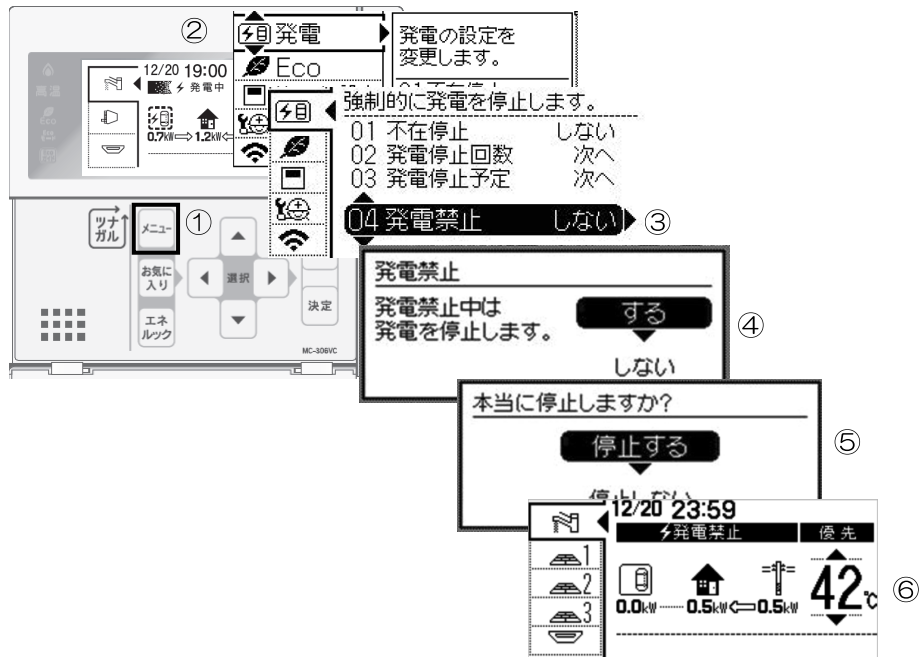 ②
発電
発電の設定を
変更します。
Eco
12/20 19:00
発電中
0.7kW
1.2kW
高温
Eco
強制的に発電を停止します。
01 不在停止 しない
02 発電停止回数 次へ
03 発電停止予定 次へ
04 発電禁止 しない
③
ツナ
ガル
メニュー
①
お気に
入り
選択
決定
エネ
ルック
MC-306VC
発電禁止
発電禁止中は
発電を停止します。
する
しない
④
本当に停止しますか?
停止する
停止しない
⑤
12/20 23:59
発電禁止 優先
1
2
3
0.0kW 0.5kW 0.5kW
42℃
⑥